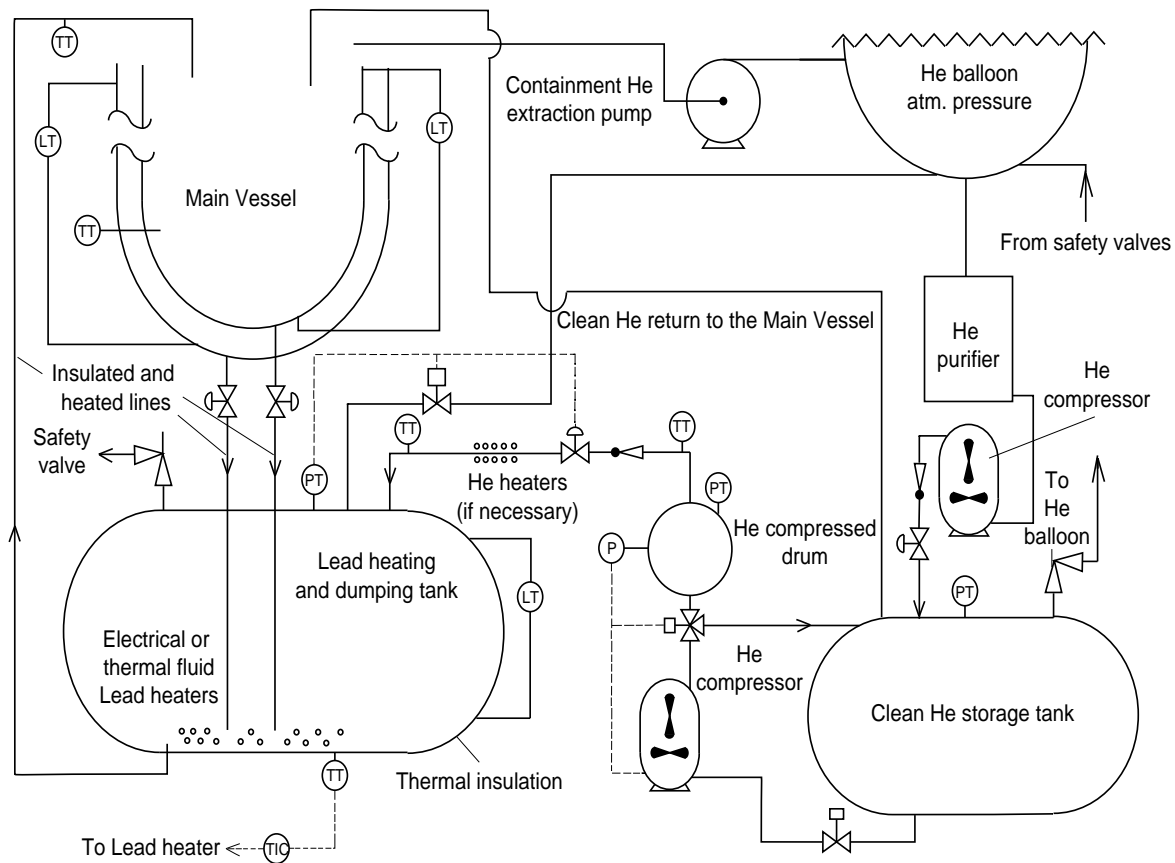 TT
He balloon
atm. pressure
Containment He
extraction pump
LT
LT
Main Vessel
TT
From safety valves
Clean He return to the Main Vessel
He
purifier
Insulated and
heated lines
He
compressor
Safety
valve
TT
TT
PT
He heaters
(if necessary)
PT
To
He
balloon
He compressed
drum
P
Lead heating
and dumping tank
LT
PT
Electrical or
thermal fluid
Lead heaters
He
compressor
Clean He storage tank
TT
Thermal insulation
To Lead heater
TIC